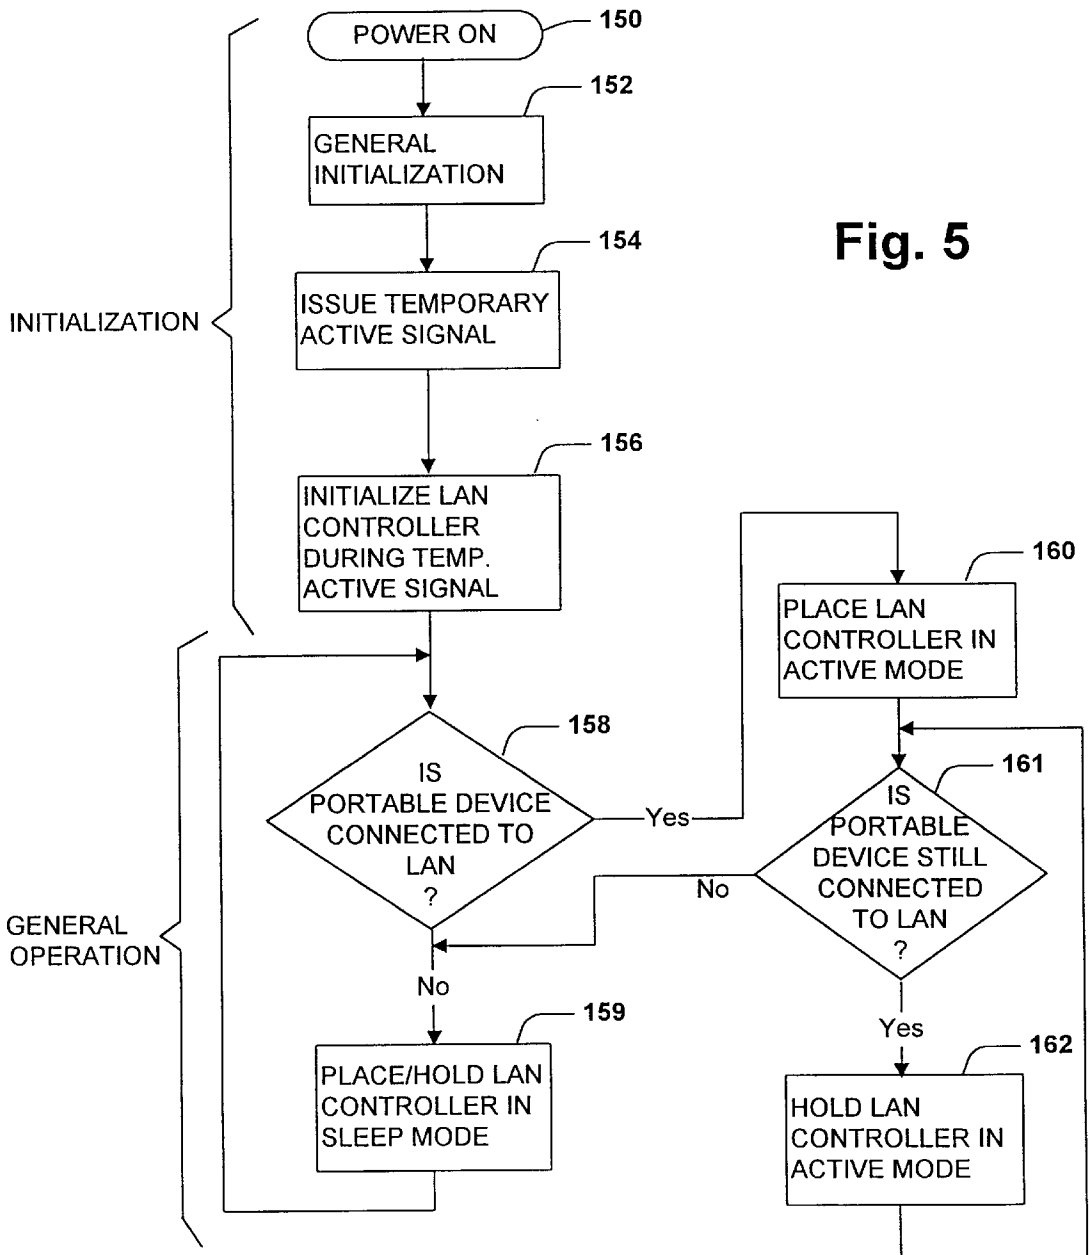 POWER ON
150
152
GENERAL
INITIALIZATION
Fig. 5
154
ISSUE TEMPORARY
ACTIVE SIGNAL
INITIALIZATION
156
INITIALIZE LAN
CONTROLLER
DURING TEMP.
ACTIVE SIGNAL
160
PLACE LAN
CONTROLLER IN
ACTIVE MODE
158
IS
PORTABLE DEVICE
CONNECTED TO
LAN
?
Yes
161
IS
PORTABLE
DEVICE STILL
CONNECTED
TO LAN
?
No
GENERAL
OPERATION
No
Yes
159
PLACE/HOLD LAN
CONTROLLER IN
SLEEP MODE
162
HOLD LAN
CONTROLLER IN
ACTIVE MODE